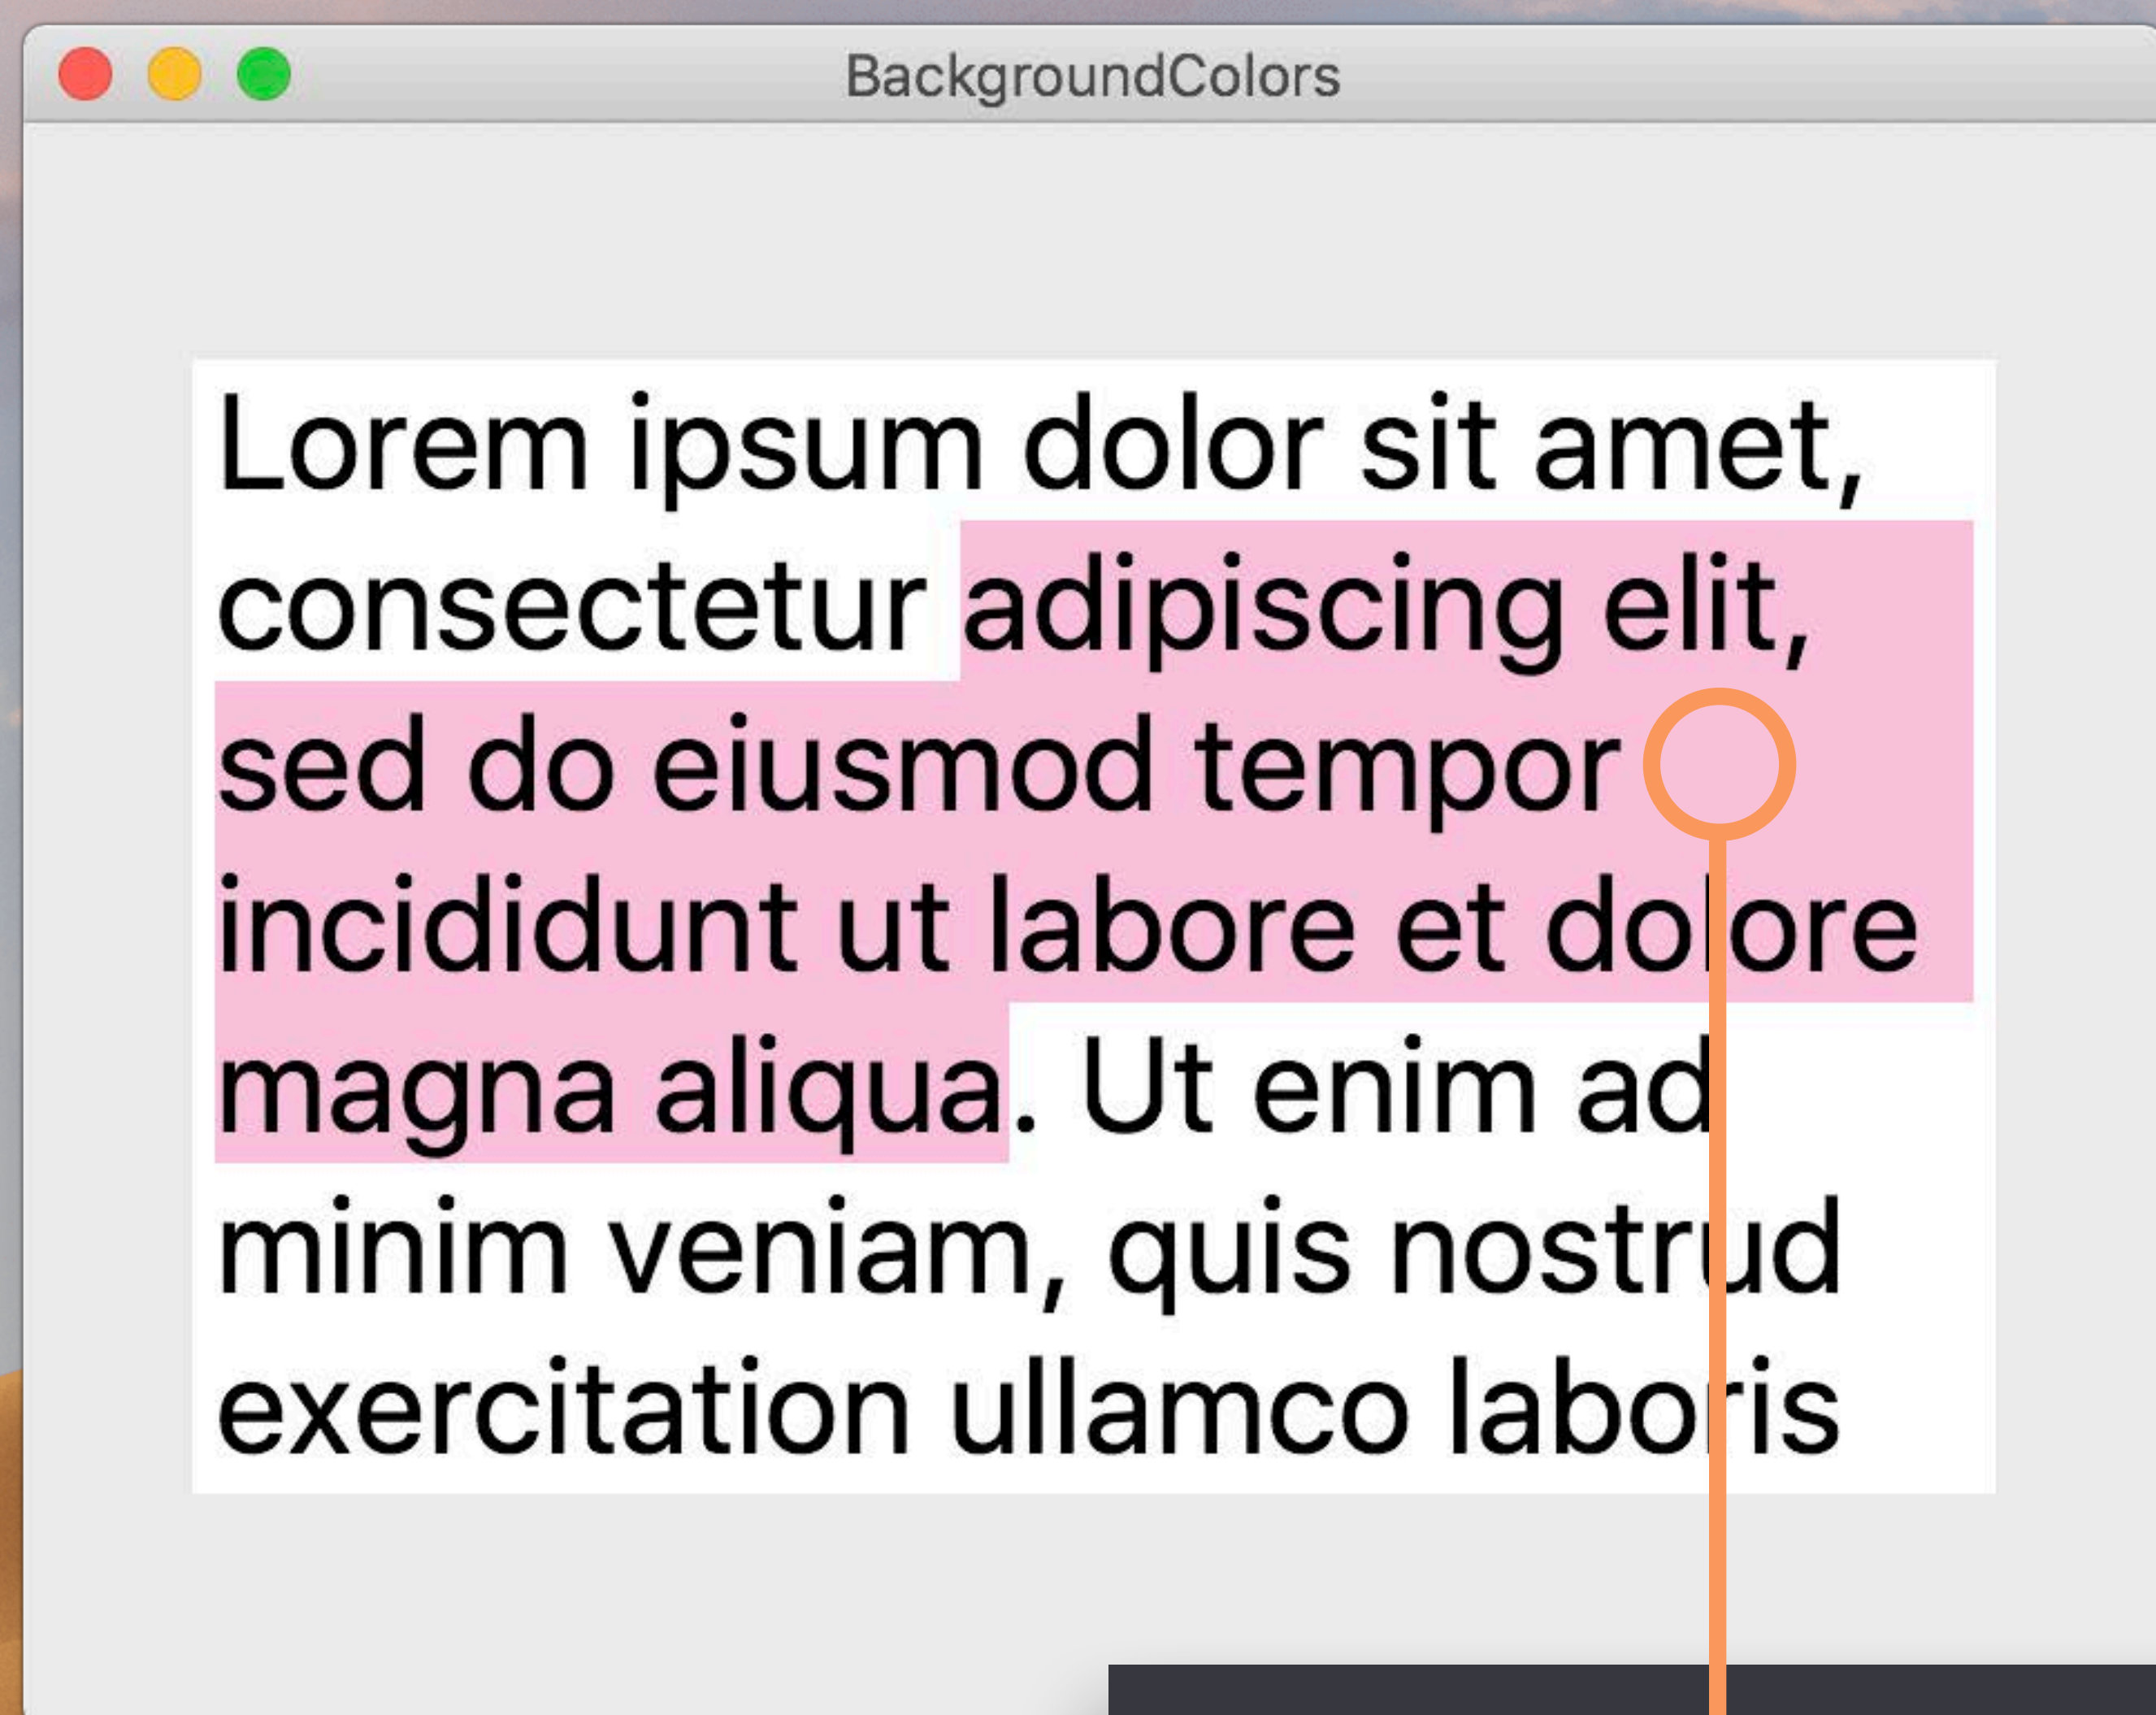 BackgroundColors
Lorem ipsum dolor sit amet,
consectetur adipiscing elit,
sed do eiusmod tempor
incididunt ut labore et dolore
magna aliqua. Ut enim ad
minim veniam, quis nostrud
exercitation ullamco laboris